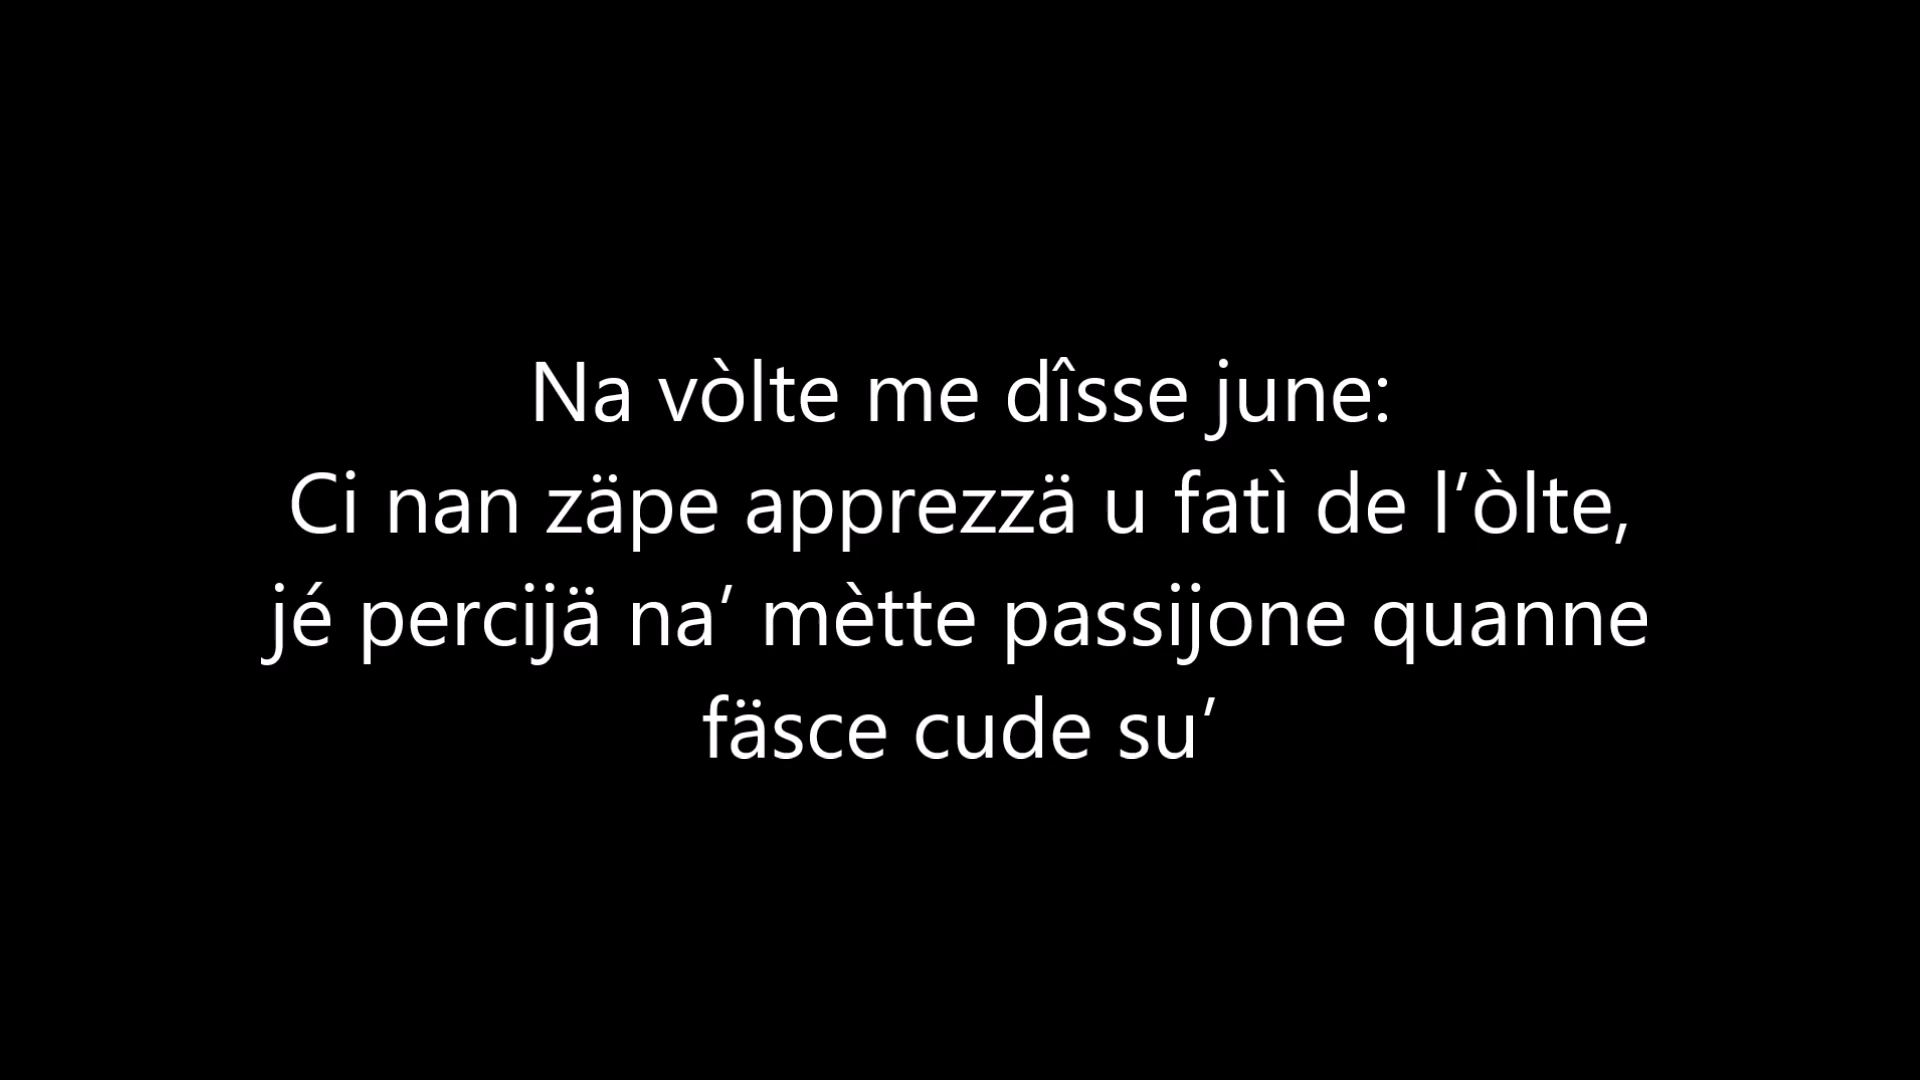 Na vòlte me dîsse june:
Ci nan zäpe apprezzä u fatì de l’òlte,
jé percijä na’ mètte passijone quanne
fäsce cude su’